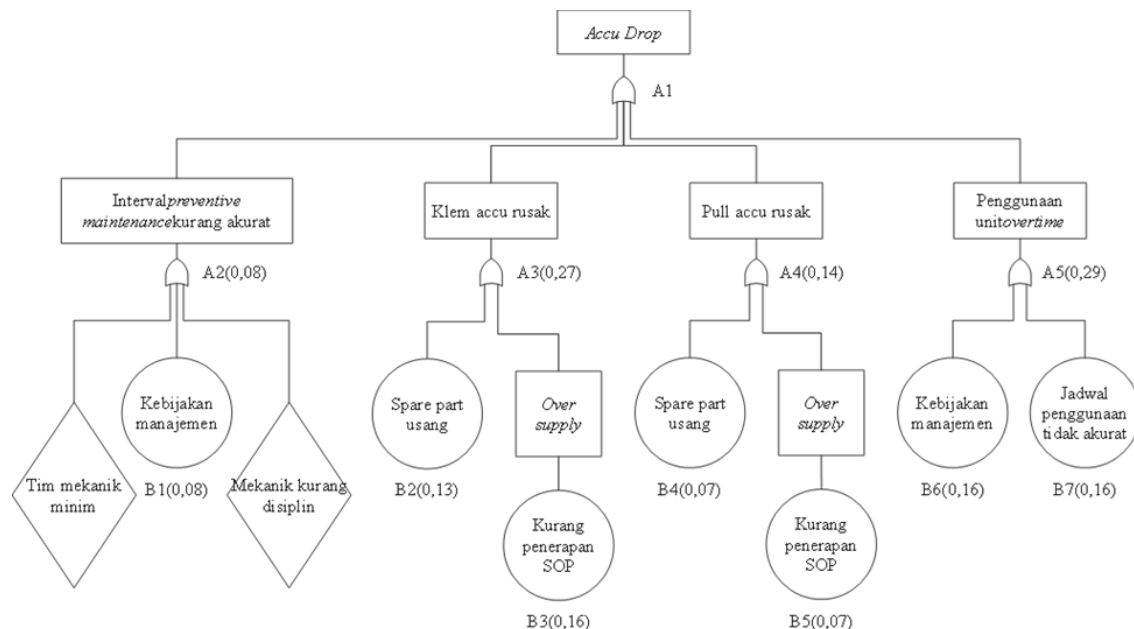 Accu Drop
A1
Interval preventive
maintenancekurang akurat
Klem accu rusak
Pull accu rusak
Penggunaan
unitovertime
A2(0,08)
A3(0,27)
A4(0,14)
A5(0,29)
Tim mekanik
minim
Kebijakan
manajemen
B1(0,08)
Mekanik kurang
disiplin
Spare part
usang
B2(0,13)
Over
supply
Kurang
penerapan
SOP
B3(0,16)
Spare part
usang
B4(0,07)
Over
supply
Kurang
penerapan
SOP
B5(0,07)
Kebijakan
manajemen
B6(0,16)
Jadwal
penggunaan
tidak akurat
B7(0,16)